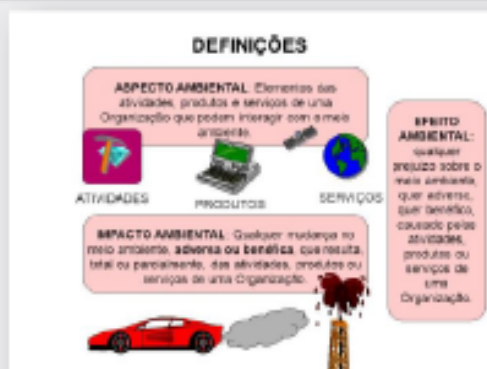 DEFINIÇÕES
ASPECTO AMBIENTAL: Elementos das
atividades, produtos e serviços de uma
Organização que podem interagir com o meio
ambiente.
ATIVIDADES
PRODUTOS
SERVIÇOS
IMPACTO AMBIENTAL: Qualquer mudança no
meio ambiente, adversa ou benéfica, que resulta,
total ou parcialmente, das atividades, produtos ou
serviços de uma Organização.
EFEITO
AMBIENTAL:
qualquer
prejuízo sobre o
meio ambiente,
quer adverso,
quer benéfico,
causado pelas
atividades,
produtos ou
serviços de
uma
Organização.